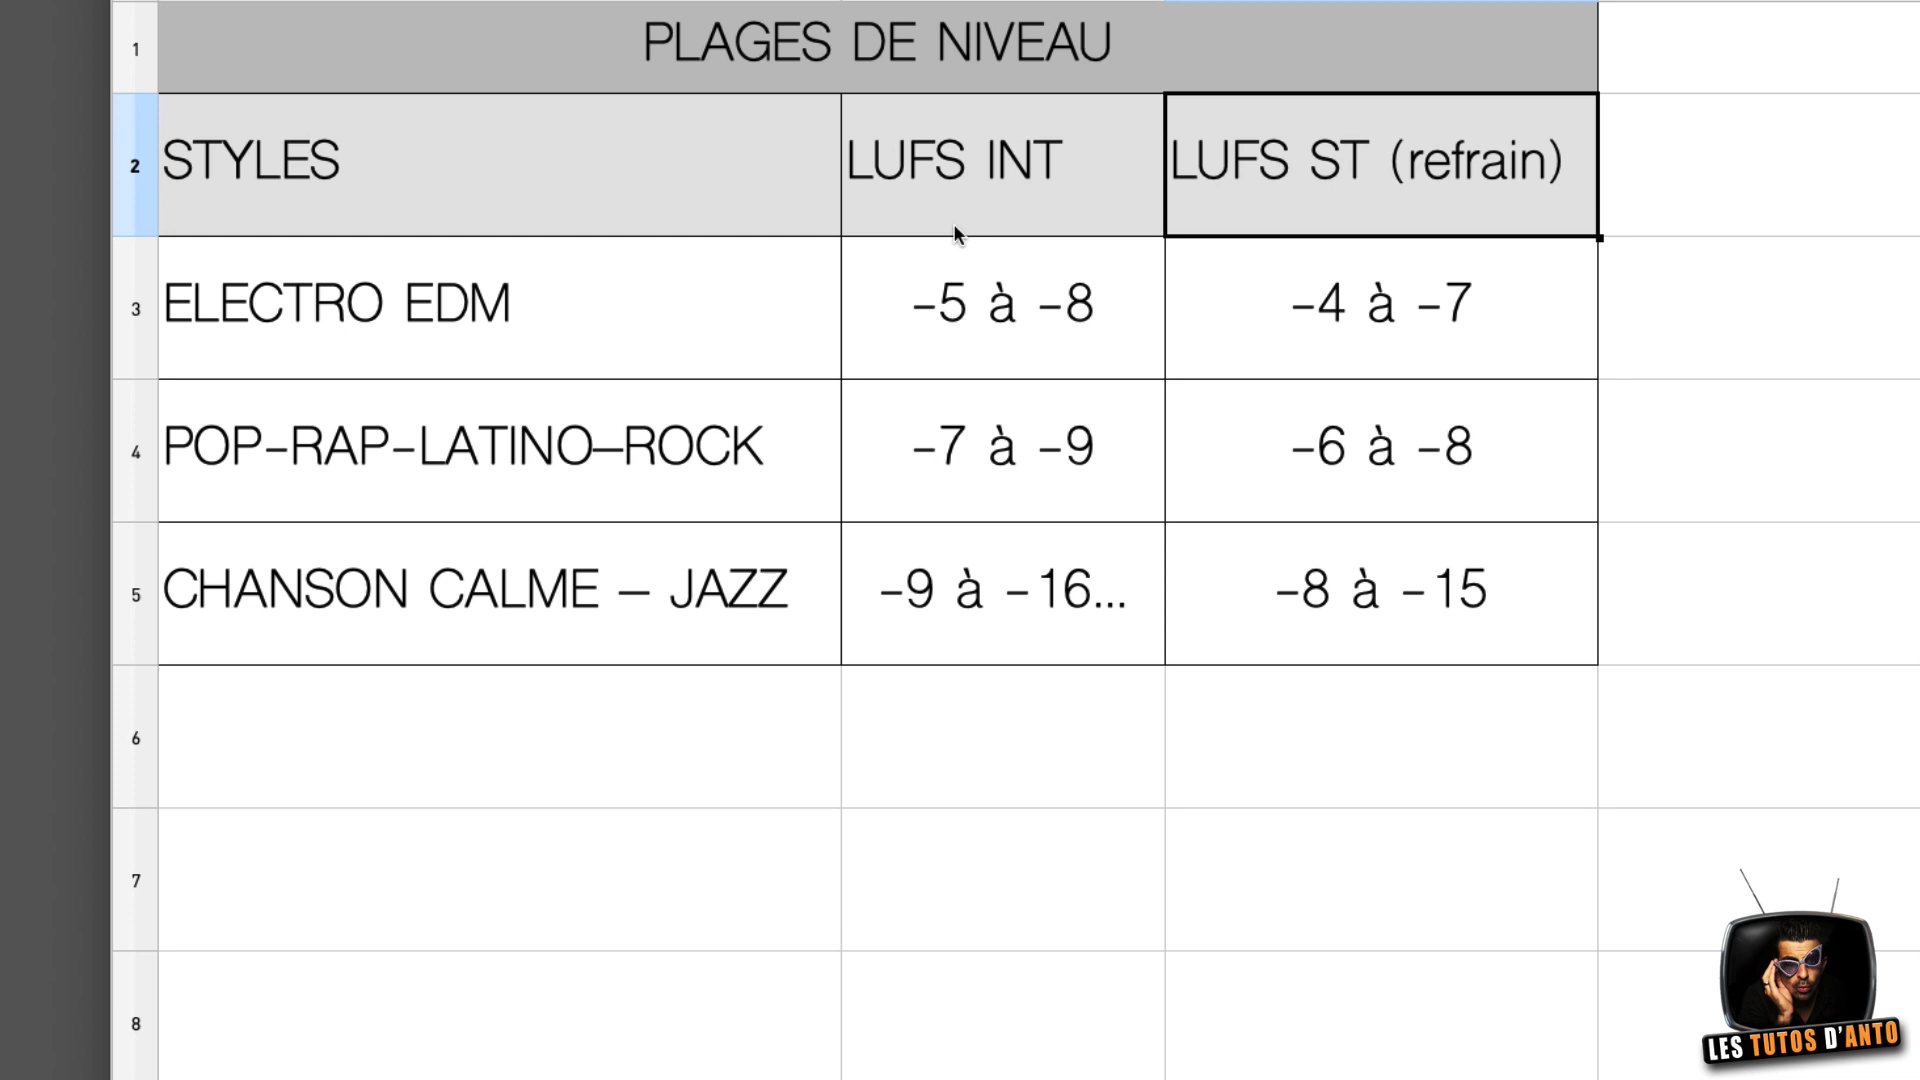 1 PLAGES DE NIVEAU
2 STYLES LUFS INT LUFS ST (refrain)
3 ELECTRO EDM -5 à -8 -4 à -7
4 POP-RAP-LATINO–ROCK -7 à -9 -6 à -8
5 CHANSON CALME – JAZZ -9 à -16... -8 à -15
6
7
8
LES TUTOS D'ANTO